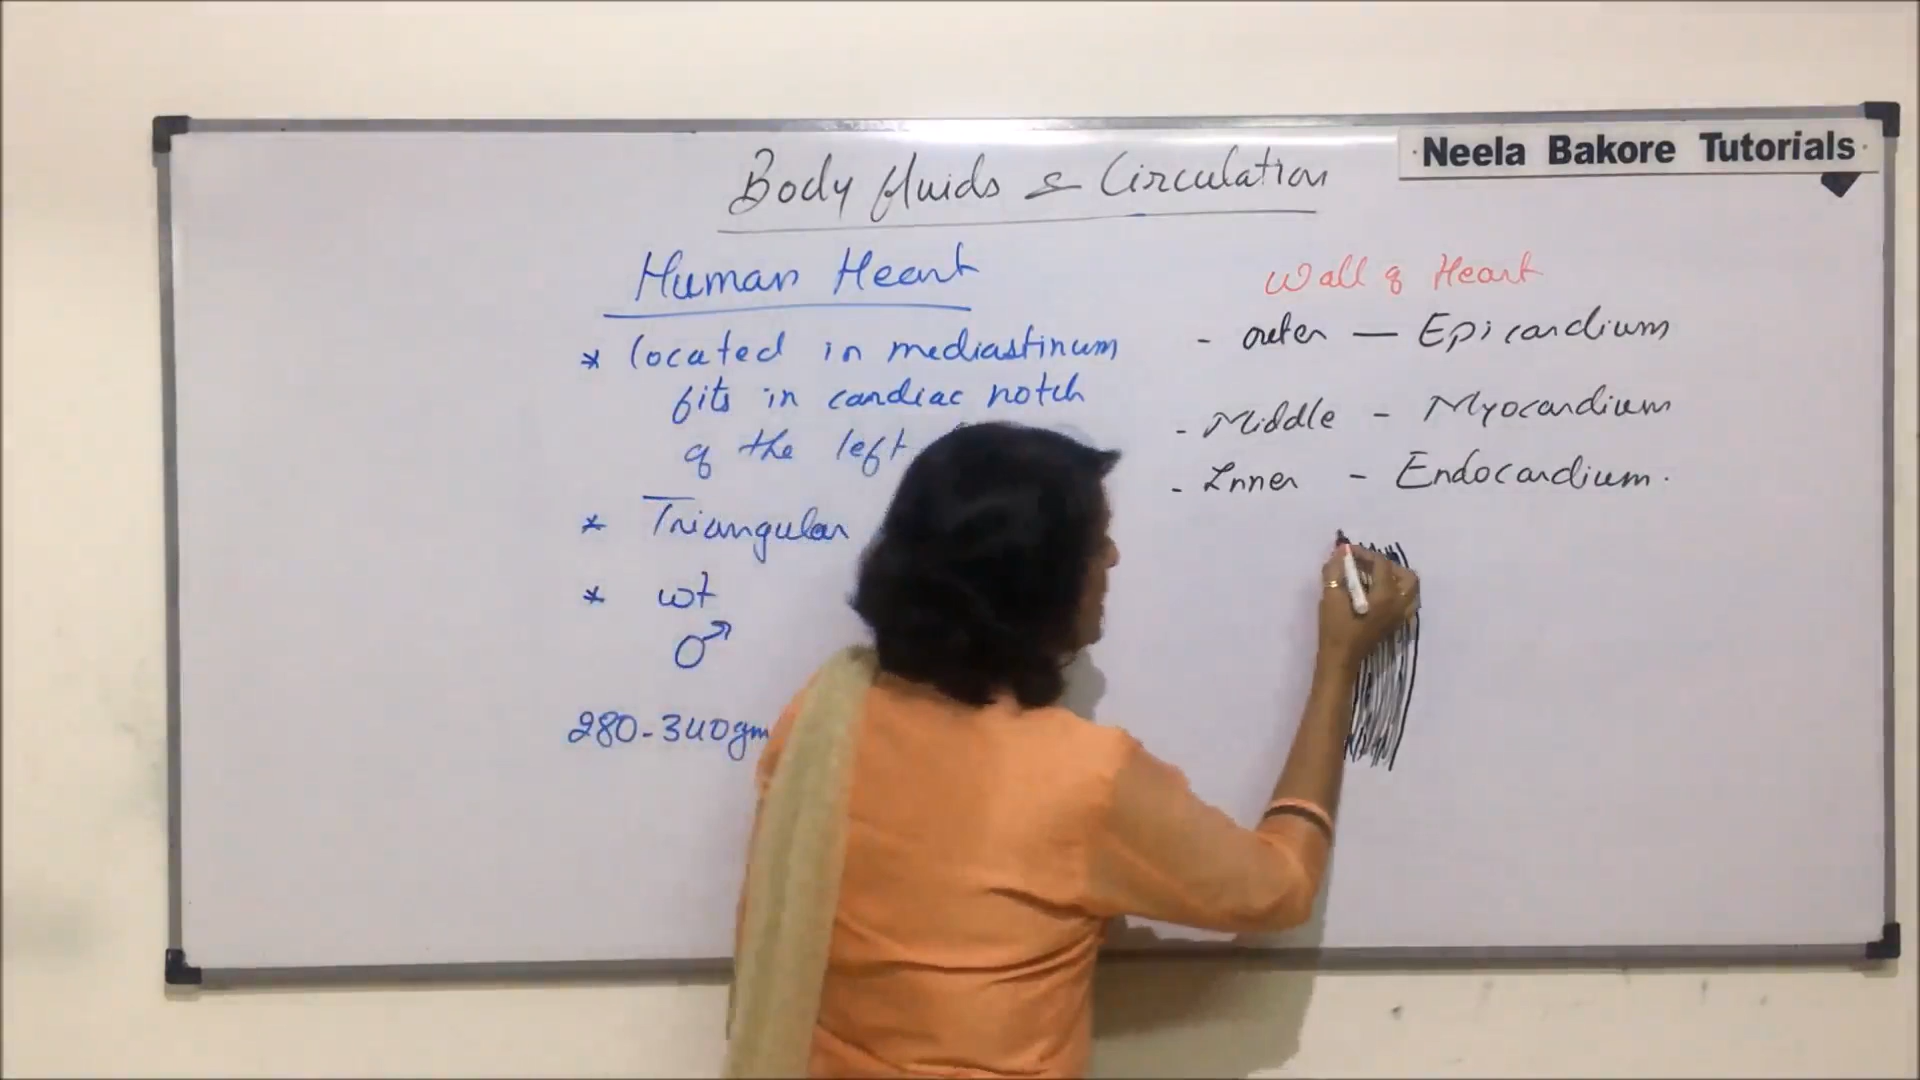 Neela Bakore Tutorials
Body fluids & Circulation
Human Heart
* located in mediastinum
fits in cardiac notch
of the left
* Triangular
* wt
♂
280-340gm
Wall of Heart
- outer — Epicardium
- Middle - Myocardium
- Inner - Endocardium.